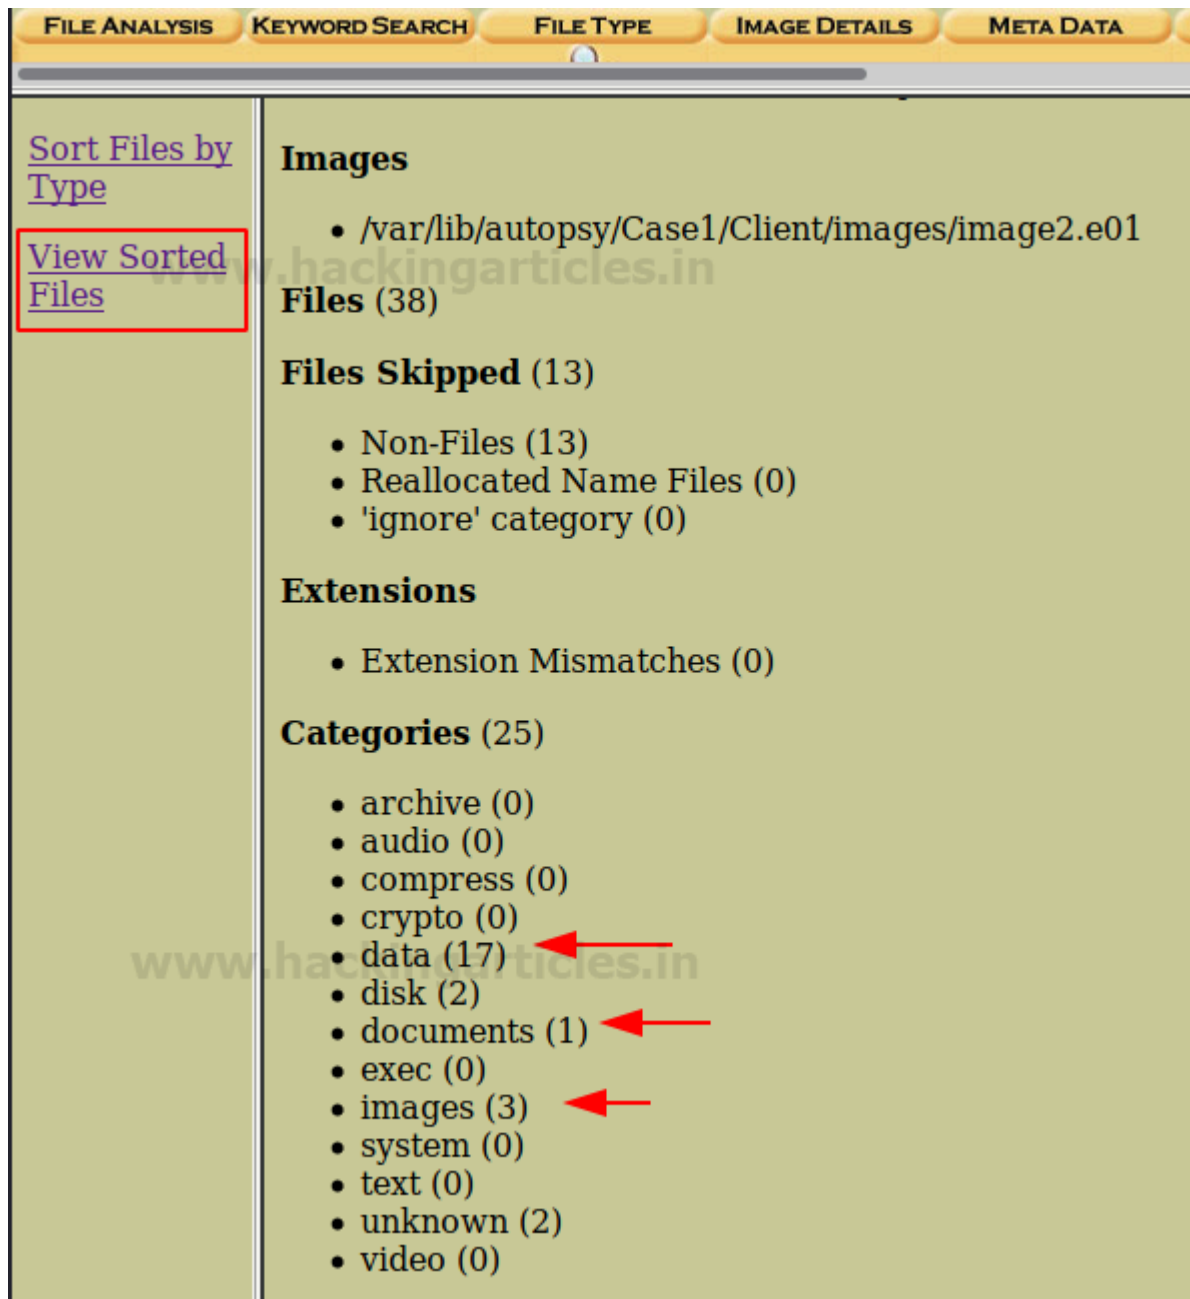 FILE ANALYSIS KEYWORD SEARCH FILE TYPE IMAGE DETAILS META DATA
Sort Files by
Type
View Sorted
Files
Images
• /var/lib/autopsy/Case1/Client/images/image2.e01
www.hackingarticles.in
Files (38)
Files Skipped (13)
• Non-Files (13)
• Reallocated Name Files (0)
• 'ignore' category (0)
Extensions
• Extension Mismatches (0)
Categories (25)
• archive (0)
• audio (0)
• compress (0)
• crypto (0)
• data (17)
www.hackingarticles.in
• disk (2)
• documents (1)
• exec (0)
• images (3)
• system (0)
• text (0)
• unknown (2)
• video (0)